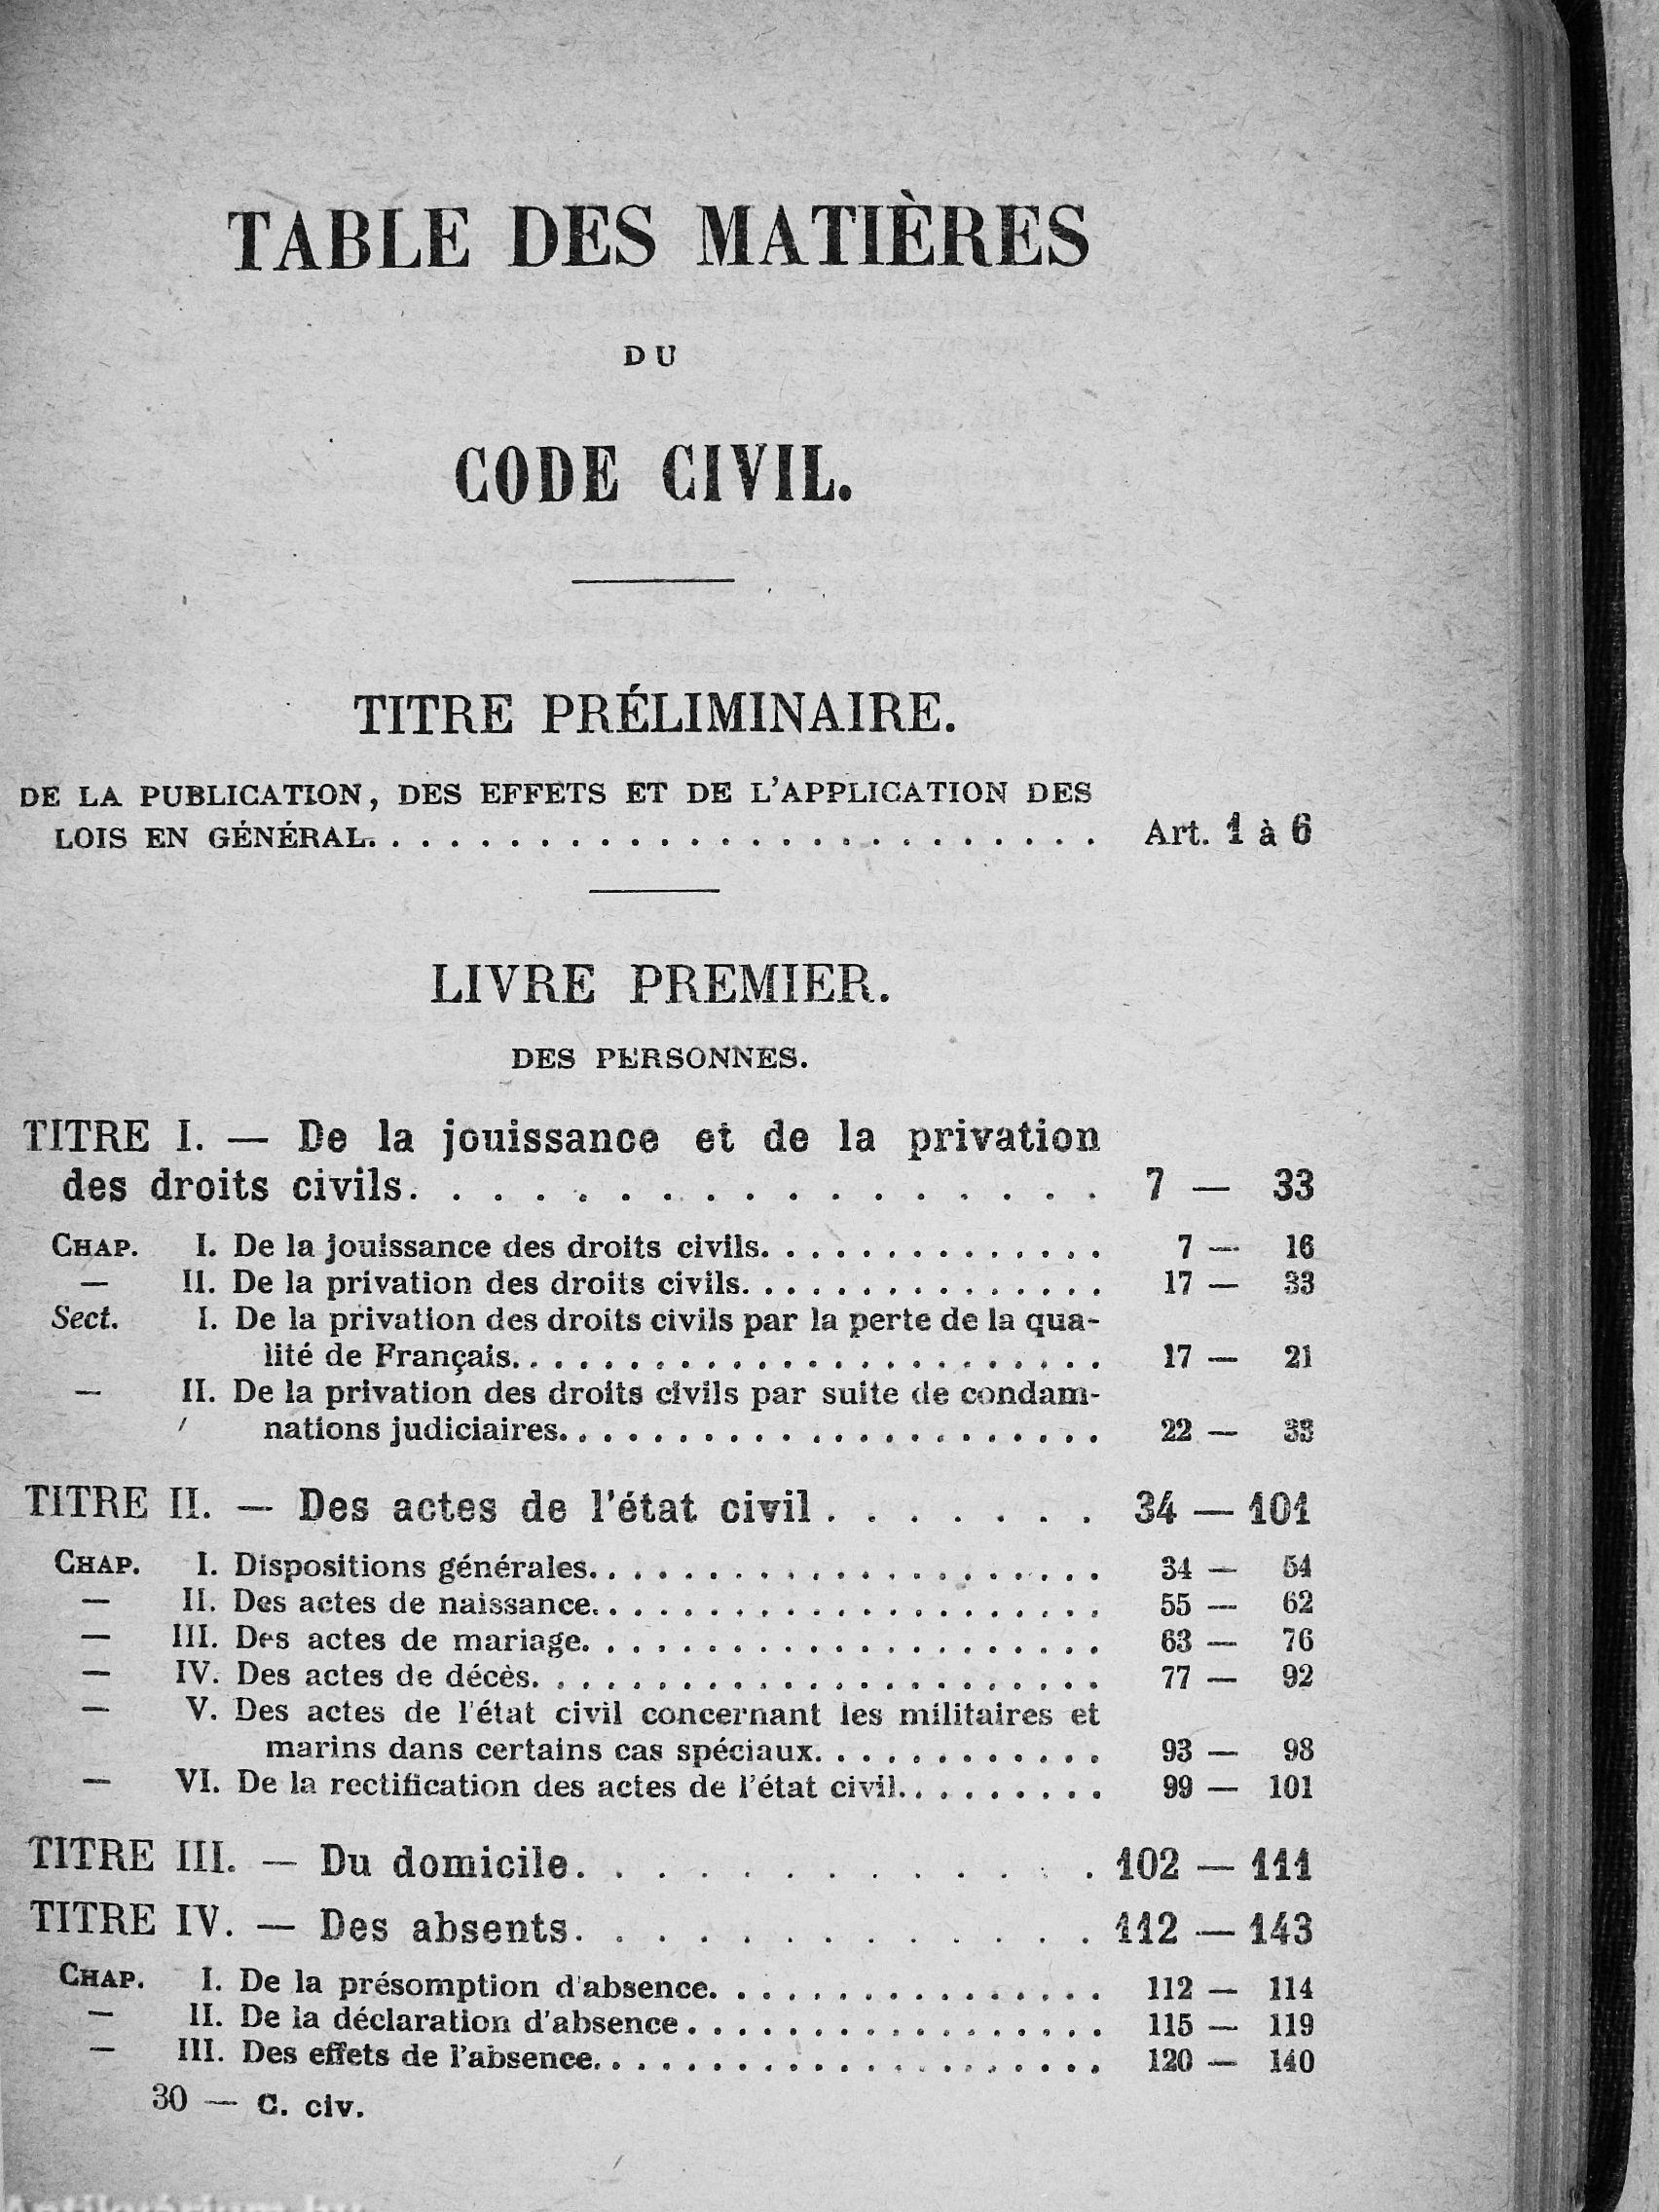 TABLE DES MATIÈRES
DU
CODE CIVIL.
TITRE PRÉLIMINAIRE.
DE LA PUBLICATION, DES EFFETS ET DE L'APPLICATION DES
LOIS EN GÉNÉRAL. . . . . . . . . . . . . . . . . . . . . . . . . Art. 1 à 6
LIVRE PREMIER.
DES PERSONNES.
TITRE I. — De la jouissance et de la privation
des droits civils. . . . . . . . . . . . . . . . . 7 — 33
CHAP. I. De la jouissance des droits civils. . . . . . . . . . . . . . 7 — 16
— II. De la privation des droits civils. . . . . . . . . . . . . . . 17 — 33
Sect. I. De la privation des droits civils par la perte de la qua-
lité de Français. . . . . . . . . . . . . . . . . . . . . . . 17 — 21
— II. De la privation des droits civils par suite de condam-
nations judiciaires. . . . . . . . . . . . . . . . . . . . . 22 — 33
TITRE II. — Des actes de l'état civil . . . . . . . 34 — 101
CHAP. I. Dispositions générales. . . . . . . . . . . . . . . . . . . . 34 — 54
— II. Des actes de naissance. . . . . . . . . . . . . . . . . . . . 55 — 62
— III. Des actes de mariage. . . . . . . . . . . . . . . . . . . . . 63 — 76
— IV. Des actes de décès. . . . . . . . . . . . . . . . . . . . . . . 77 — 92
— V. Des actes de l'état civil concernant les militaires et
marins dans certains cas spéciaux. . . . . . . . . . . . 93 — 98
— VI. De la rectification des actes de l'état civil. . . . . . . . . 99 — 101
TITRE III. — Du domicile. . . . . . . . . . . . . 102 — 111
TITRE IV. — Des absents. . . . . . . . . . . . . 112 — 143
CHAP. I. De la présomption d'absence. . . . . . . . . . . . . . . . 112 — 114
— II. De la déclaration d'absence . . . . . . . . . . . . . . . . . 115 — 119
— III. Des effets de l'absence. . . . . . . . . . . . . . . . . . . . 120 — 140
30 — C. civ.